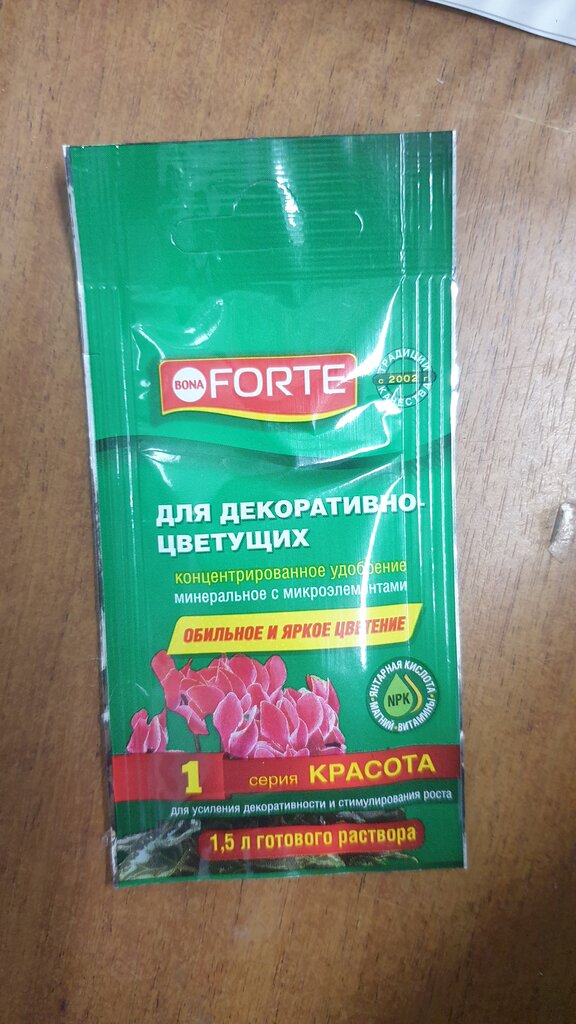 BONA FORTE
ТРАДИЦИИ
с 2002 г
КАЧЕСТВА
ДЛЯ ДЕКОРАТИВНО-
ЦВЕТУЩИХ
концентрированное удобрение
минеральное с микроэлементами
ОБИЛЬНОЕ И ЯРКОЕ ЦВЕТЕНИЕ
ЯНТАРНАЯ КИСЛОТА
NPK
МАГНИЙ•ВИТАМИНЫ
1 серия КРАСОТА
для усиления декоративности и стимулирования роста
1,5 л готового раствора